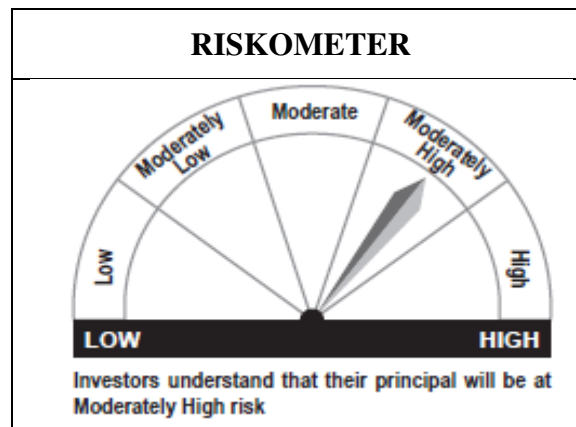 RISKOMETER
Low
Moderately
Low
Moderate
Moderately
High
High
LOW
HIGH
Investors understand that their principal will be at
Moderately High risk